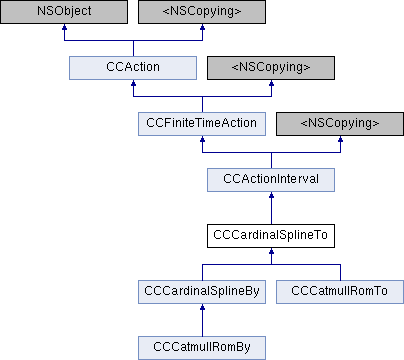 NSObject
<NSCopying>
CCAction
<NSCopying>
CCFiniteTimeAction
<NSCopying>
CCActionInterval
CCCardinalSplineTo
CCCardinalSplineBy
CCCatmullRomTo
CCCatmullRomBy